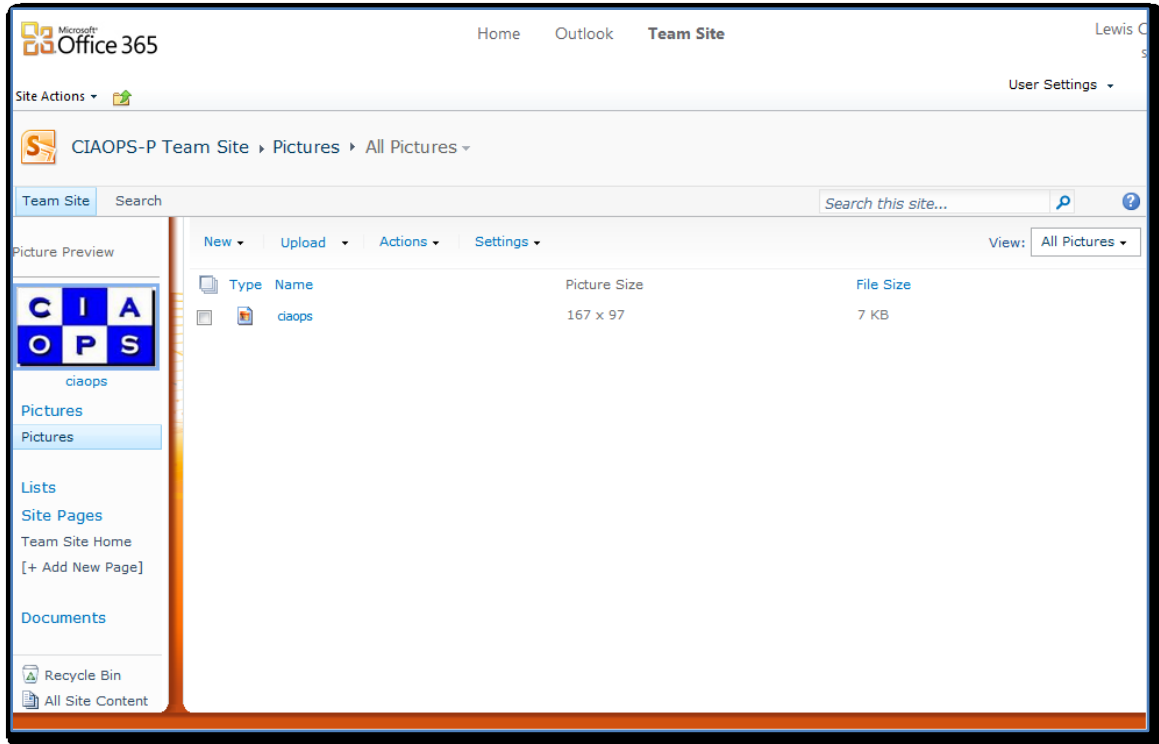 Microsoft®
Office 365
Home Outlook Team Site
Lewis C
s
Site Actions
User Settings
S
CIAOPS-P Team Site Pictures All Pictures
Team Site Search
Search this site...
?
Picture Preview
New Upload Actions Settings
View: All Pictures
Type Name Picture Size File Size
ciaops 167 x 97 7 KB
C I A
O P S
ciaops
Pictures
Pictures
Lists
Site Pages
Team Site Home
[+ Add New Page]
Documents
Recycle Bin
All Site Content